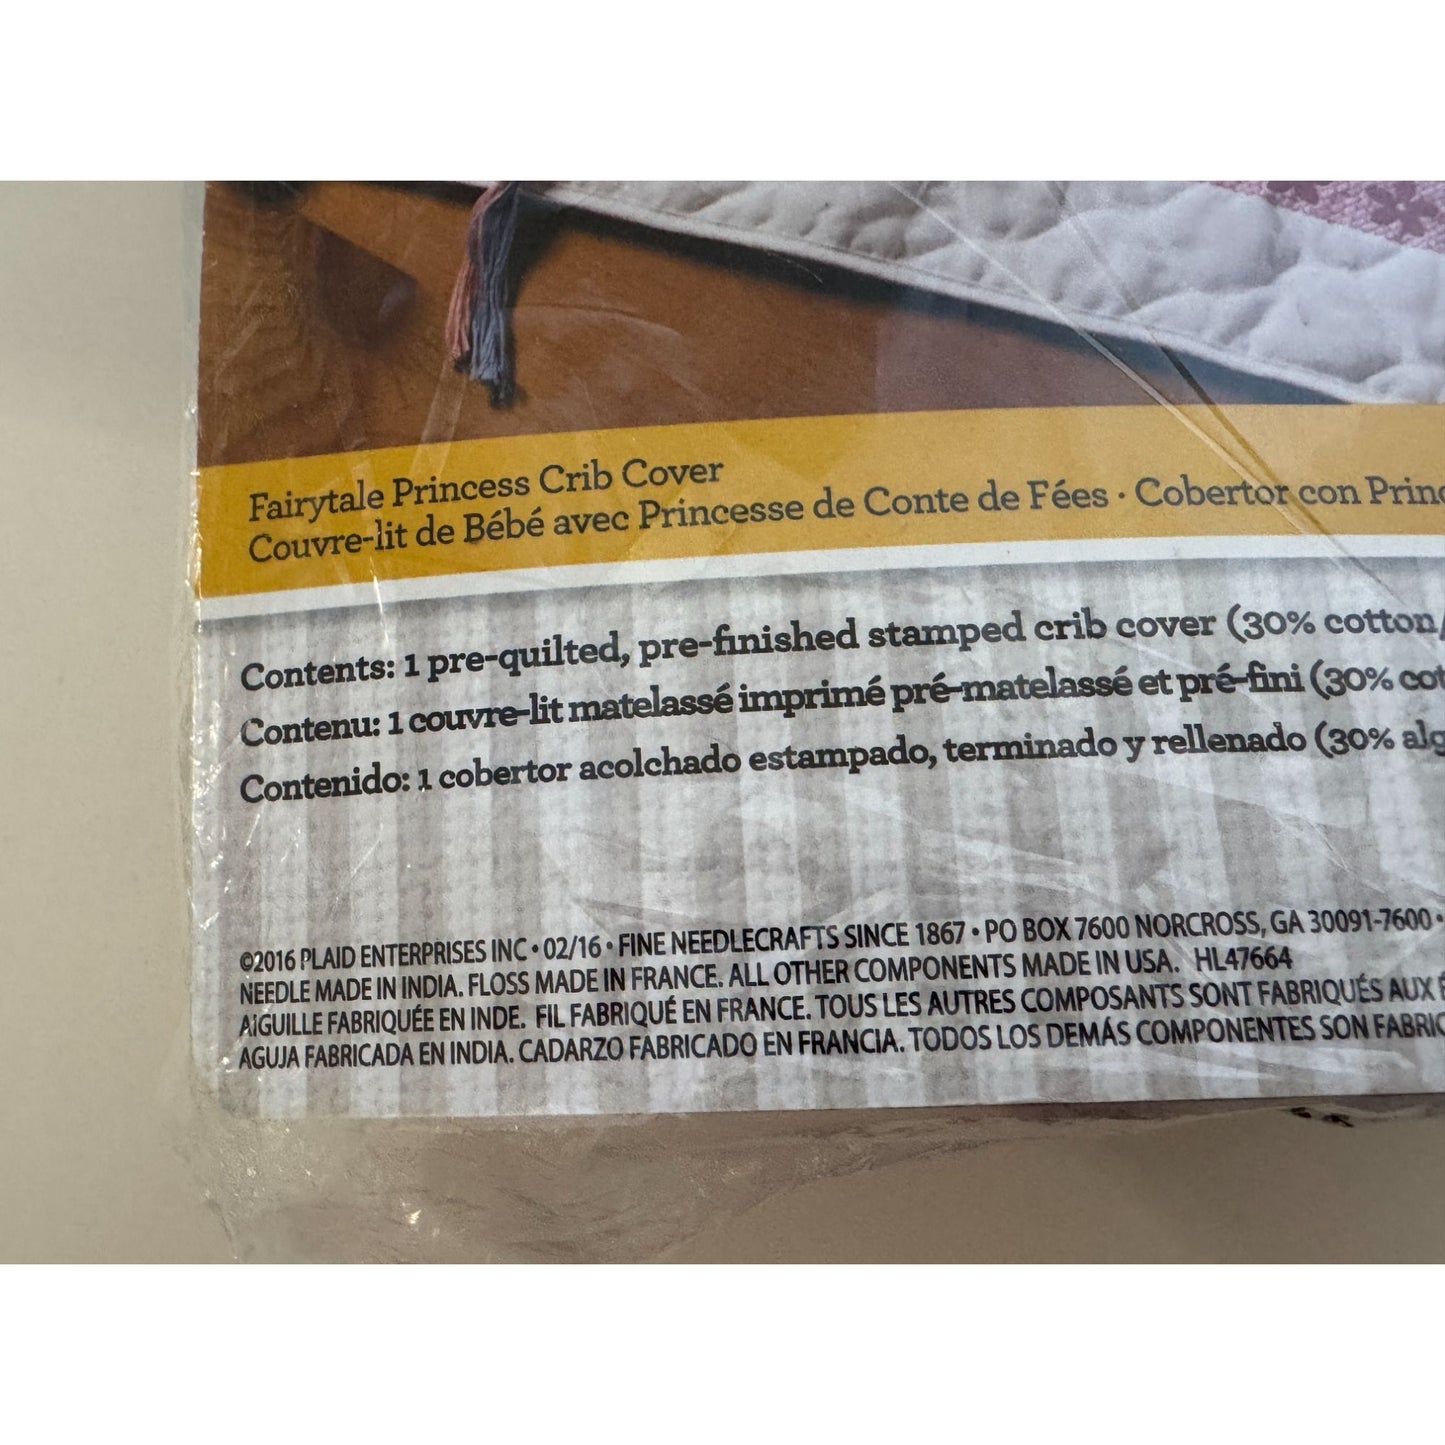 Fairytale Princess Crib Cover
Couvre-lit de Bébé avec Princesse de Conte de Fées · Cobertor con
Contents: 1 pre-quilted, pre-finished stamped crib cover (30% cotton/
Contenu: 1 couvre-lit matelassé imprimé pré-matelassé et pré-fini (30%
Contenido: 1 cobertor acolchado estampado, terminado y rellenado (30%
©2016 PLAID ENTERPRISES INC • 02/16 • FINE NEEDLECRAFTS SINCE 1867 • PO BOX 7600 NORCROSS, GA 30091-7600 •
NEEDLE MADE IN INDIA. FLOSS MADE IN FRANCE. ALL OTHER COMPONENTS MADE IN USA. HL47664
AIGUILLE FABRIQUÉE EN INDE. FIL FABRIQUÉ EN FRANCE. TOUS LES AUTRES COMPOSANTS SONT FABRIQUÉS AUX
AGUJA FABRICADA EN INDIA. CADARZO FABRICADO EN FRANCIA. TODOS LOS DEMÁS COMPONENTES SON